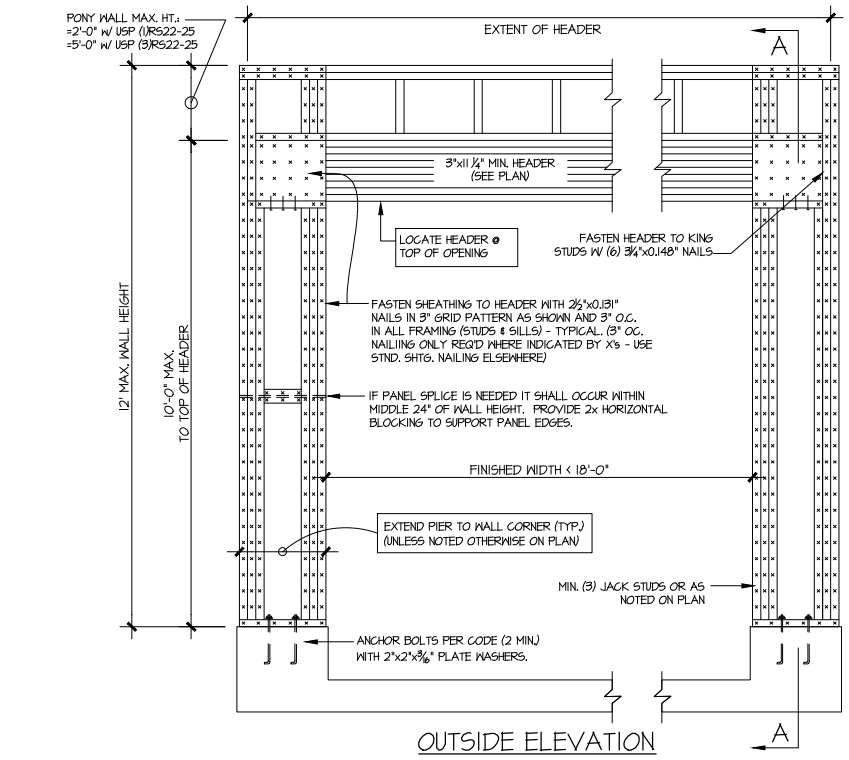 PONY WALL MAX. HT.:
=2'-0" W/ USP (1)RS22-25
=5'-0" W/ USP (3)RS22-25
EXTENT OF HEADER
A
3"x11 1/4" MIN. HEADER
(SEE PLAN)
LOCATE HEADER @
TOP OF OPENING
FASTEN HEADER TO KING
STUDS W/ (6) 3 1/4"x0.148" NAILS
FASTEN SHEATHING TO HEADER WITH 2 1/2"x0.131"
NAILS IN 3" GRID PATTERN AS SHOWN AND 3" O.C.
IN ALL FRAMING (STUDS & SILLS) - TYPICAL. (3" OC.
NAILIING ONLY REQ'D WHERE INDICATED BY X's - USE
STND. SHTG. NAILING ELSEWHERE)
12' MAX. WALL HEIGHT
10'-0" MAX.
TO TOP OF HEADER
IF PANEL SPLICE IS NEEDED IT SHALL OCCUR WITHIN
MIDDLE 24" OF WALL HEIGHT. PROVIDE 2x HORIZONTAL
BLOCKING TO SUPPORT PANEL EDGES.
FINISHED WIDTH < 18'-0"
EXTEND PIER TO WALL CORNER (TYP.)
(UNLESS NOTED OTHERWISE ON PLAN)
MIN. (3) JACK STUDS OR AS
NOTED ON PLAN
ANCHOR BOLTS PER CODE (2 MIN.)
WITH 2"x2"x3/16" PLATE WASHERS.
A
OUTSIDE ELEVATION